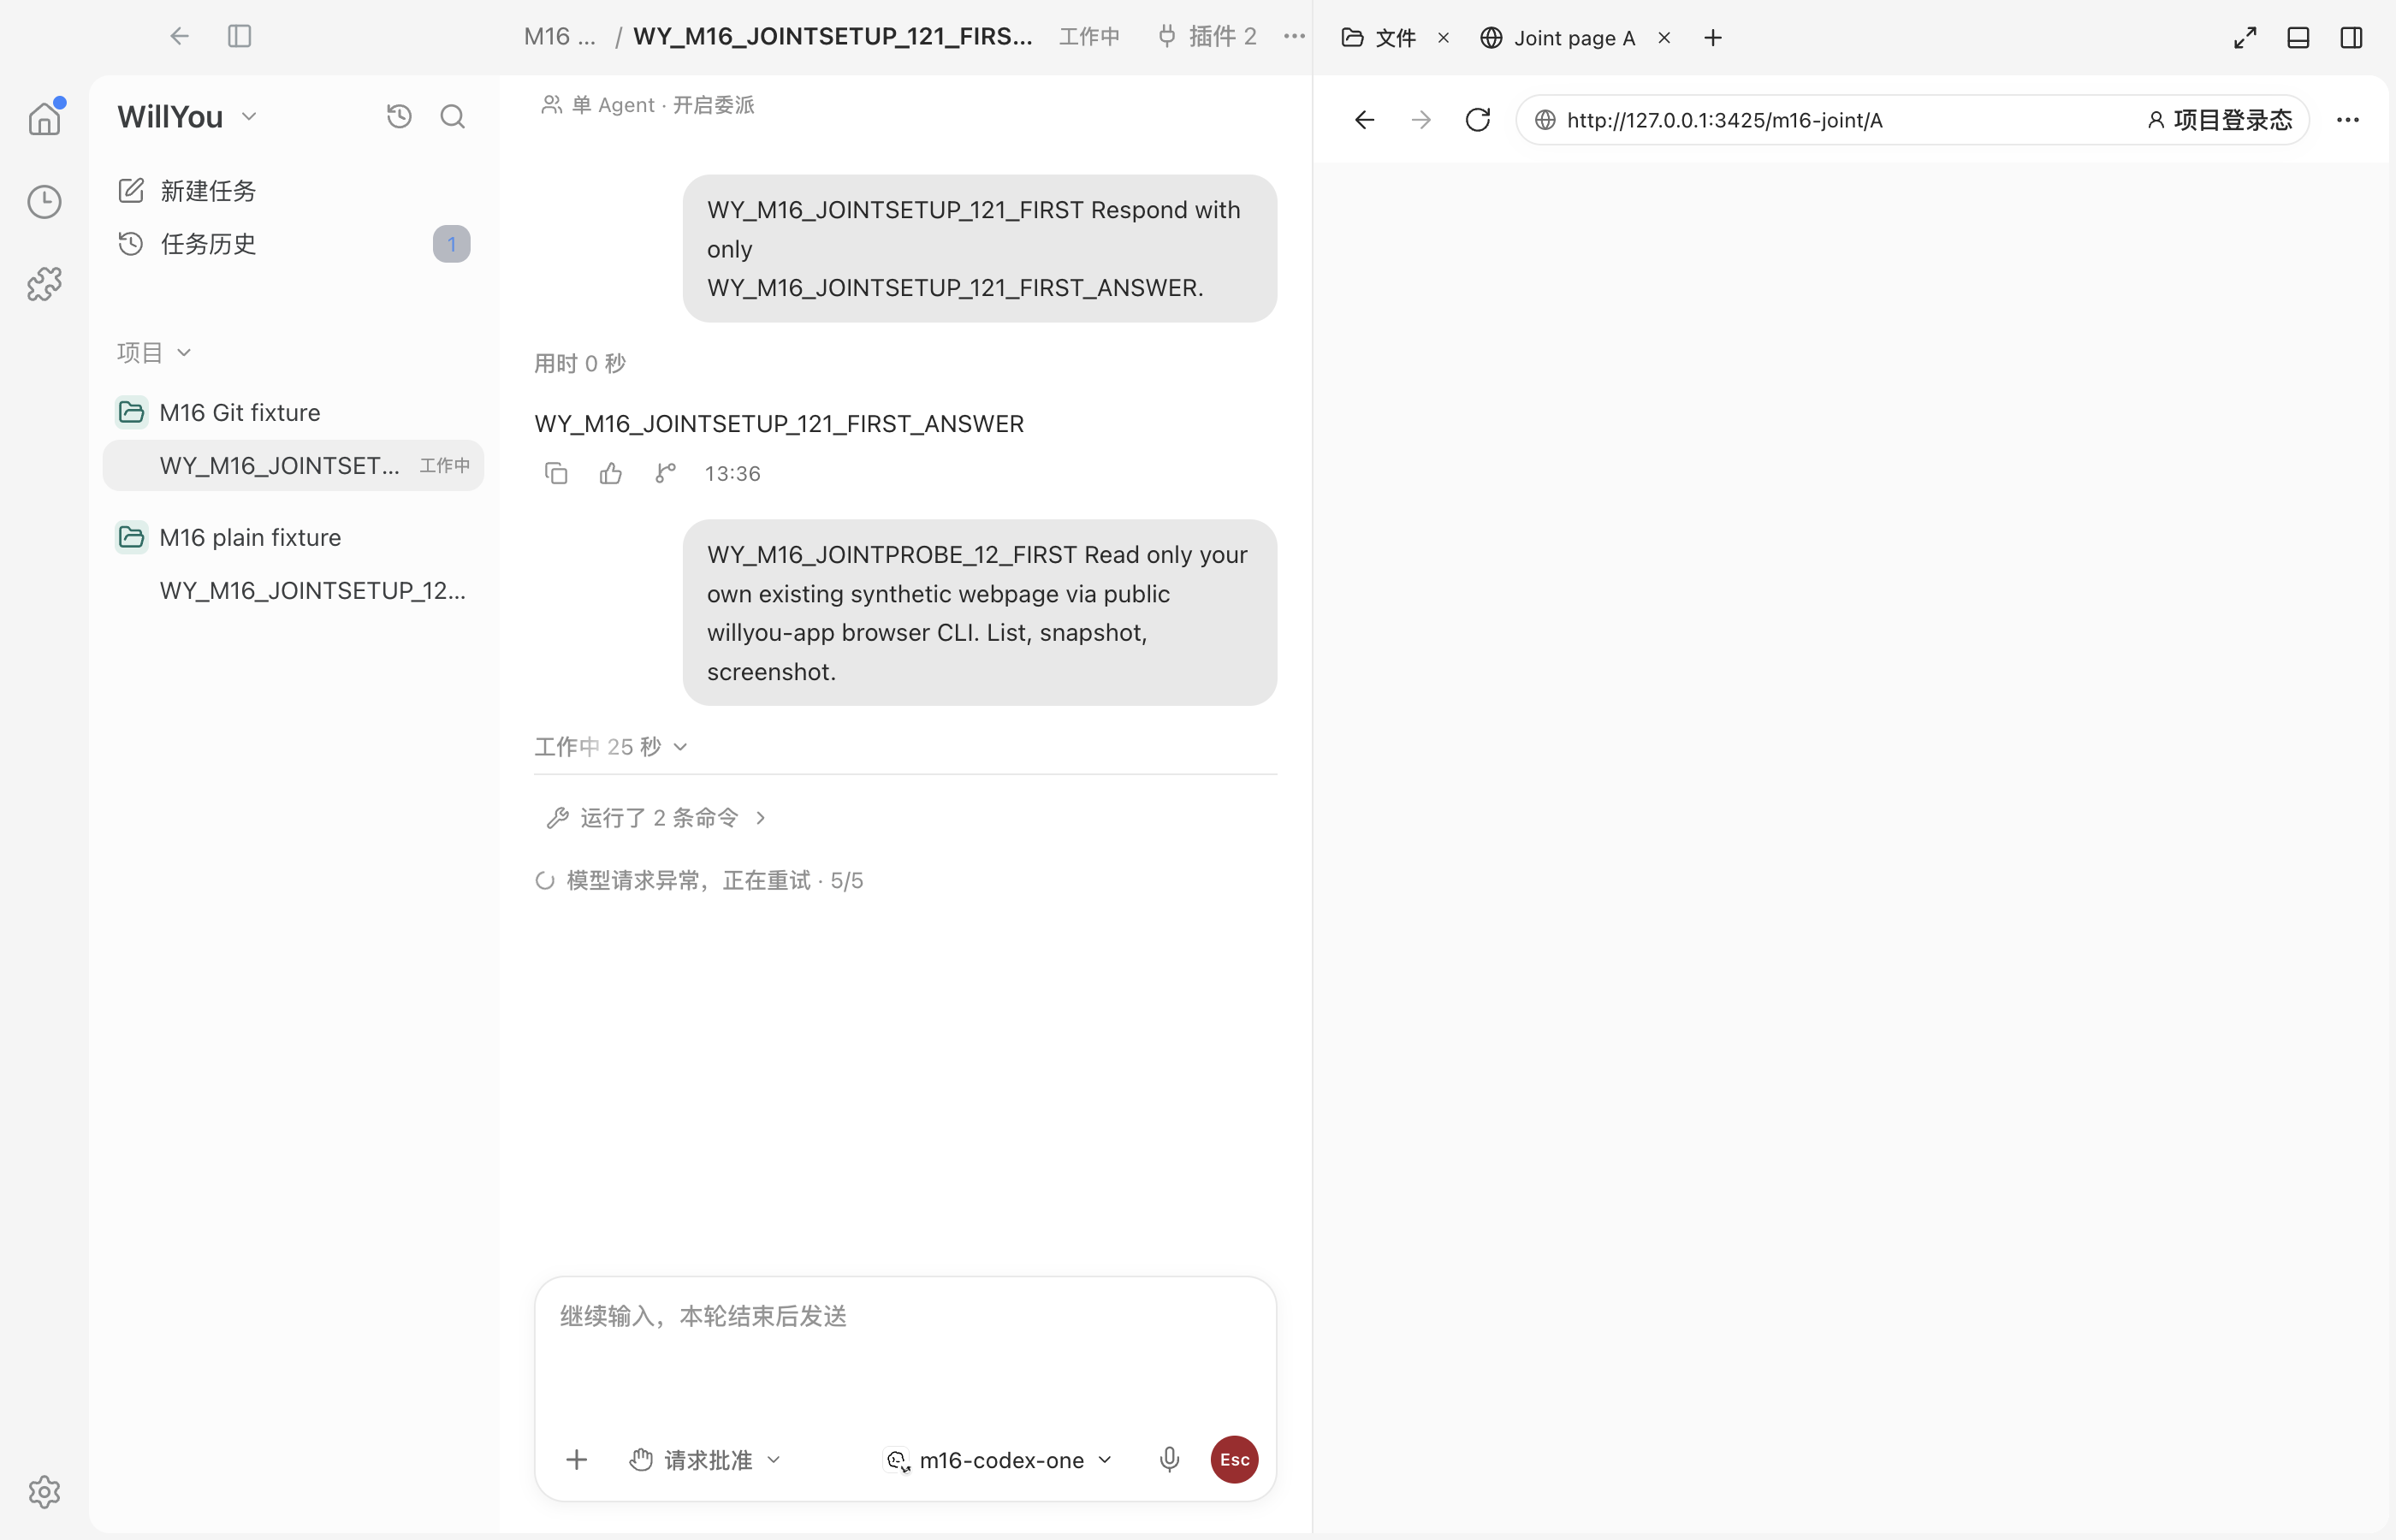 M16 ... / WY_M16_JOINTSETUP_121_FIRS... 工作中 插件 2
文件
Joint page A
WillYou
新建任务
任务历史 1
项目
M16 Git fixture
WY_M16_JOINTSET... 工作中
M16 plain fixture
WY_M16_JOINTSETUP_12...
单 Agent · 开启委派
WY_M16_JOINTSETUP_121_FIRST Respond with
only
WY_M16_JOINTSETUP_121_FIRST_ANSWER.
用时 0 秒
WY_M16_JOINTSETUP_121_FIRST_ANSWER
13:36
WY_M16_JOINTPROBE_12_FIRST Read only your
own existing synthetic webpage via public
willyou-app browser CLI. List, snapshot,
screenshot.
工作中 25 秒
运行了 2 条命令
模型请求异常，正在重试 · 5/5
继续输入，本轮结束后发送
请求批准
m16-codex-one
Esc
http://127.0.0.1:3425/m16-joint/A
项目登录态